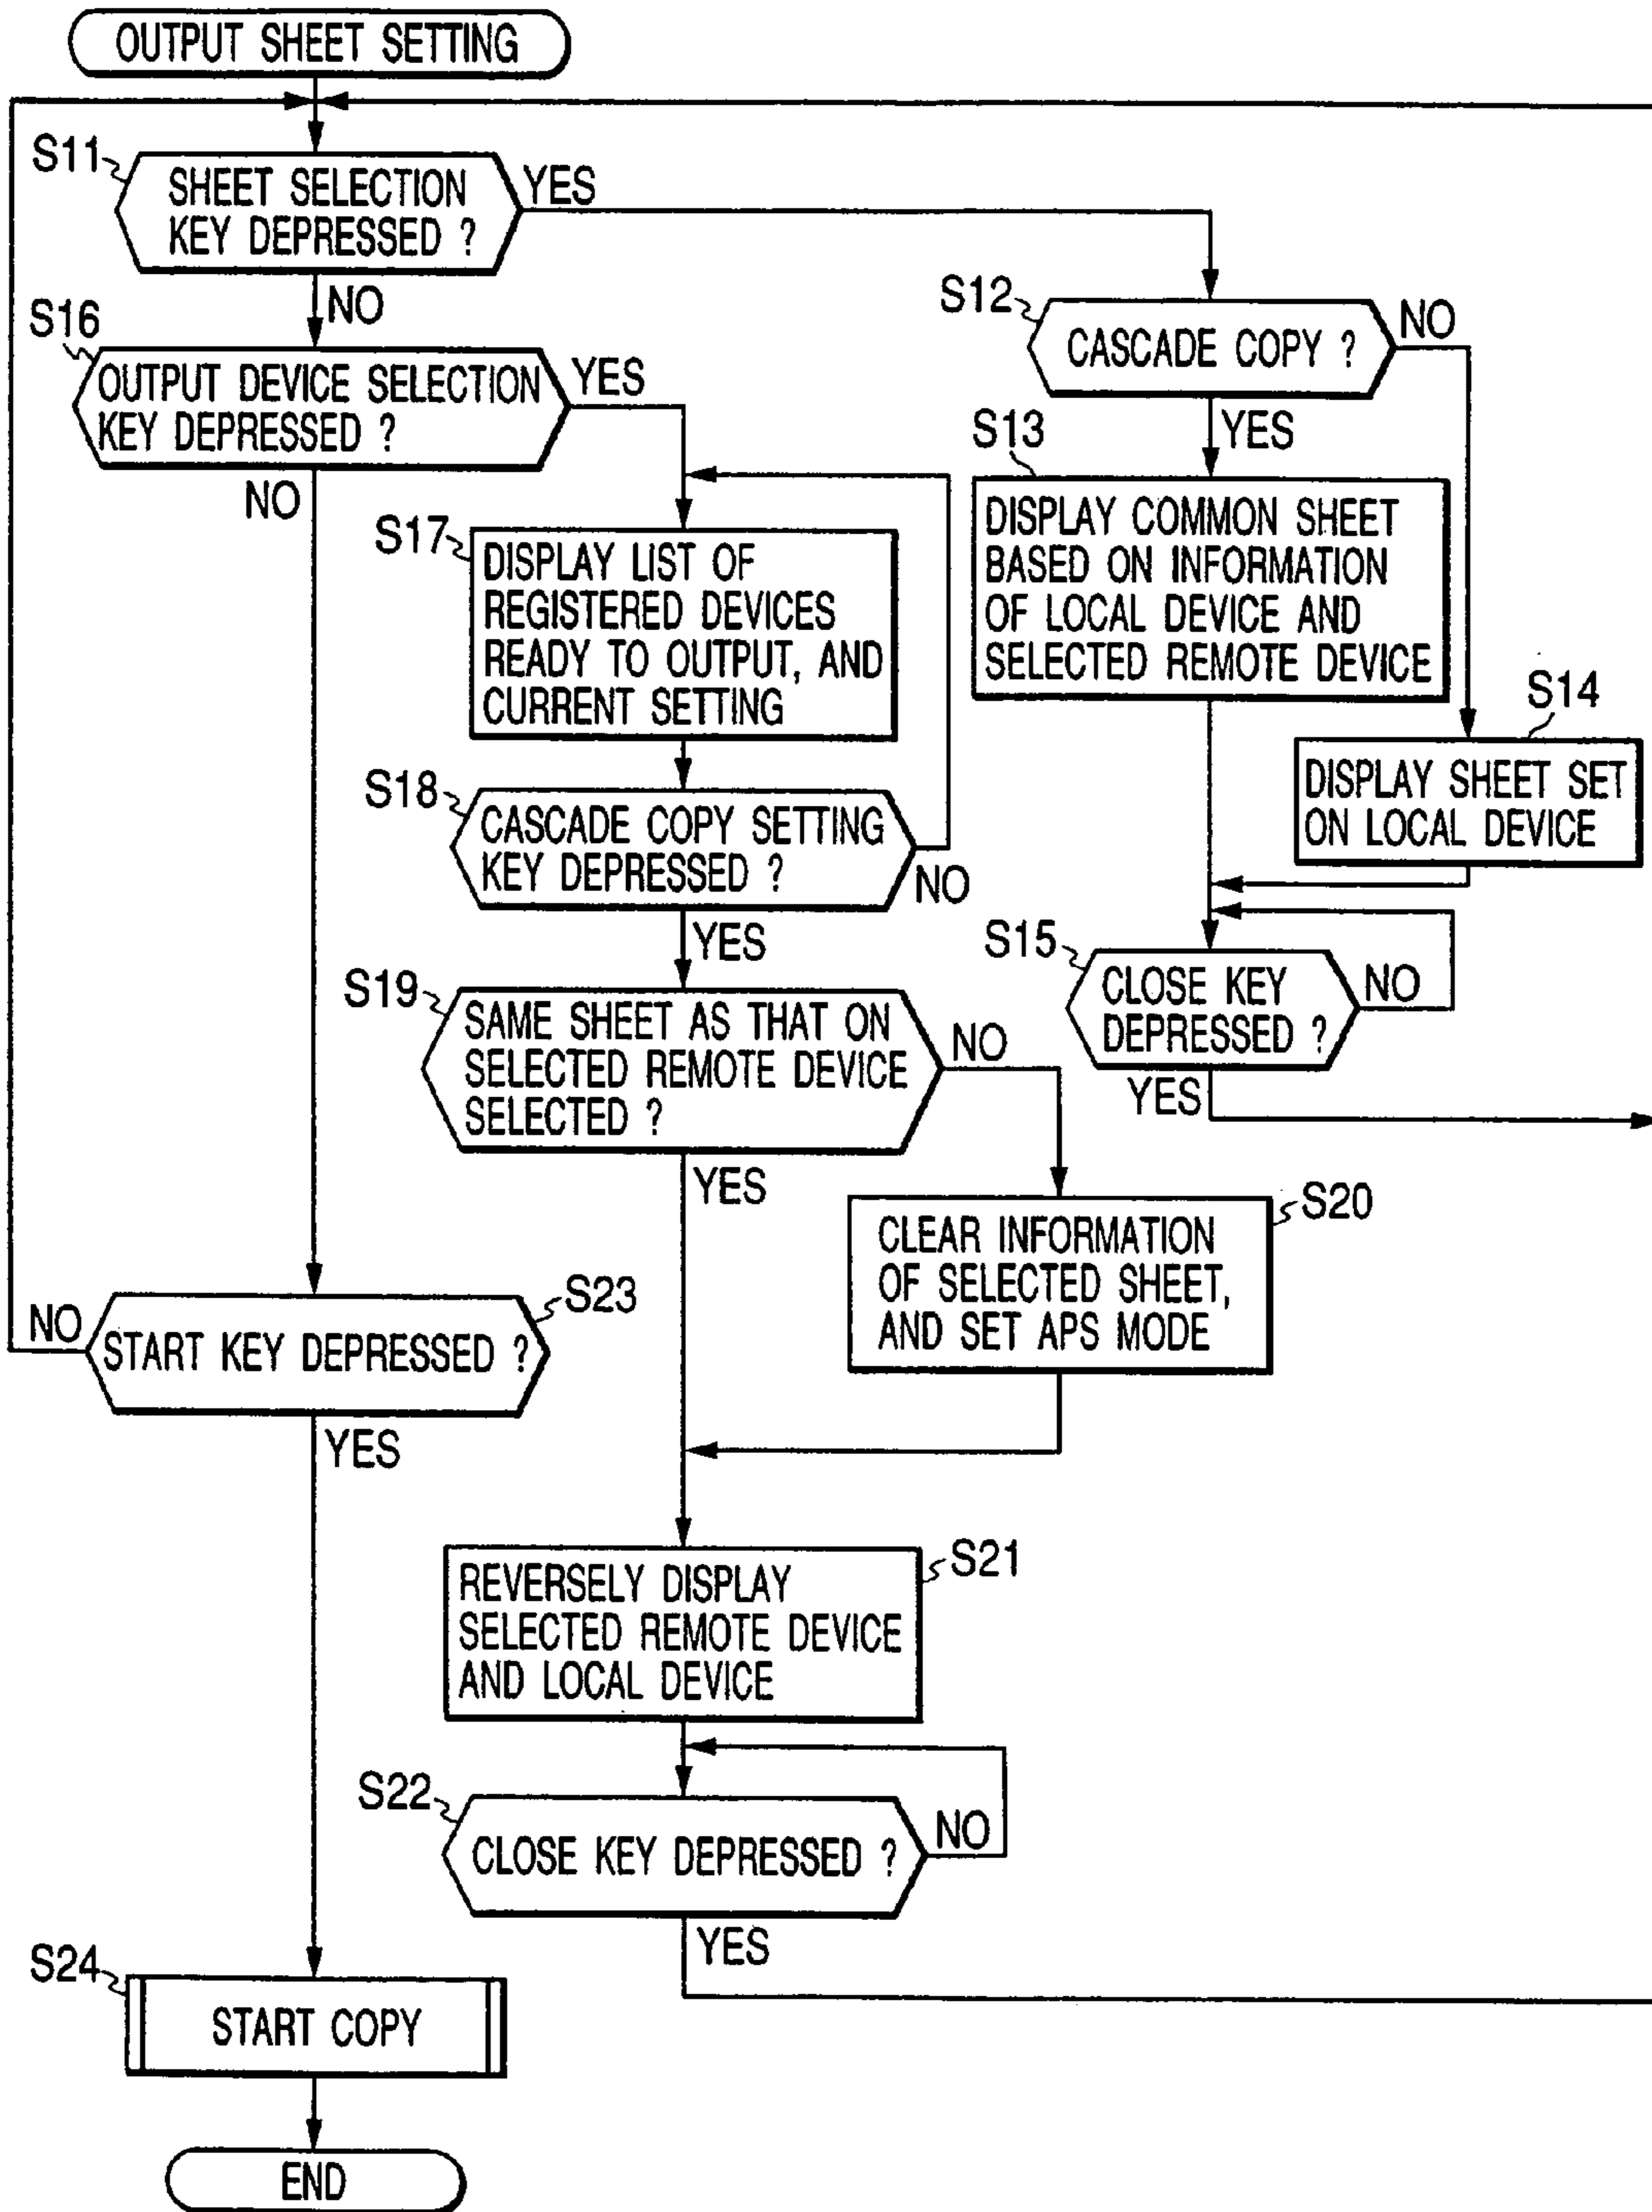 OUTPUT SHEET SETTING
S11
SHEET SELECTION
KEY DEPRESSED ?
YES
NO
S12
CASCADE COPY ?
NO
YES
S16
OUTPUT DEVICE SELECTION
KEY DEPRESSED ?
YES
NO
S13
DISPLAY COMMON SHEET
BASED ON INFORMATION
OF LOCAL DEVICE AND
SELECTED REMOTE DEVICE
S17
DISPLAY LIST OF
REGISTERED DEVICES
READY TO OUTPUT, AND
CURRENT SETTING
S14
DISPLAY SHEET SET
ON LOCAL DEVICE
S18
CASCADE COPY SETTING
KEY DEPRESSED ?
NO
YES
S15
CLOSE KEY
DEPRESSED ?
NO
YES
S19
SAME SHEET AS THAT ON
SELECTED REMOTE DEVICE
SELECTED ?
NO
YES
S20
CLEAR INFORMATION
OF SELECTED SHEET,
AND SET APS MODE
S23
START KEY DEPRESSED ?
NO
YES
S21
REVERSELY DISPLAY
SELECTED REMOTE DEVICE
AND LOCAL DEVICE
S22
CLOSE KEY DEPRESSED ?
NO
YES
S24
START COPY
END